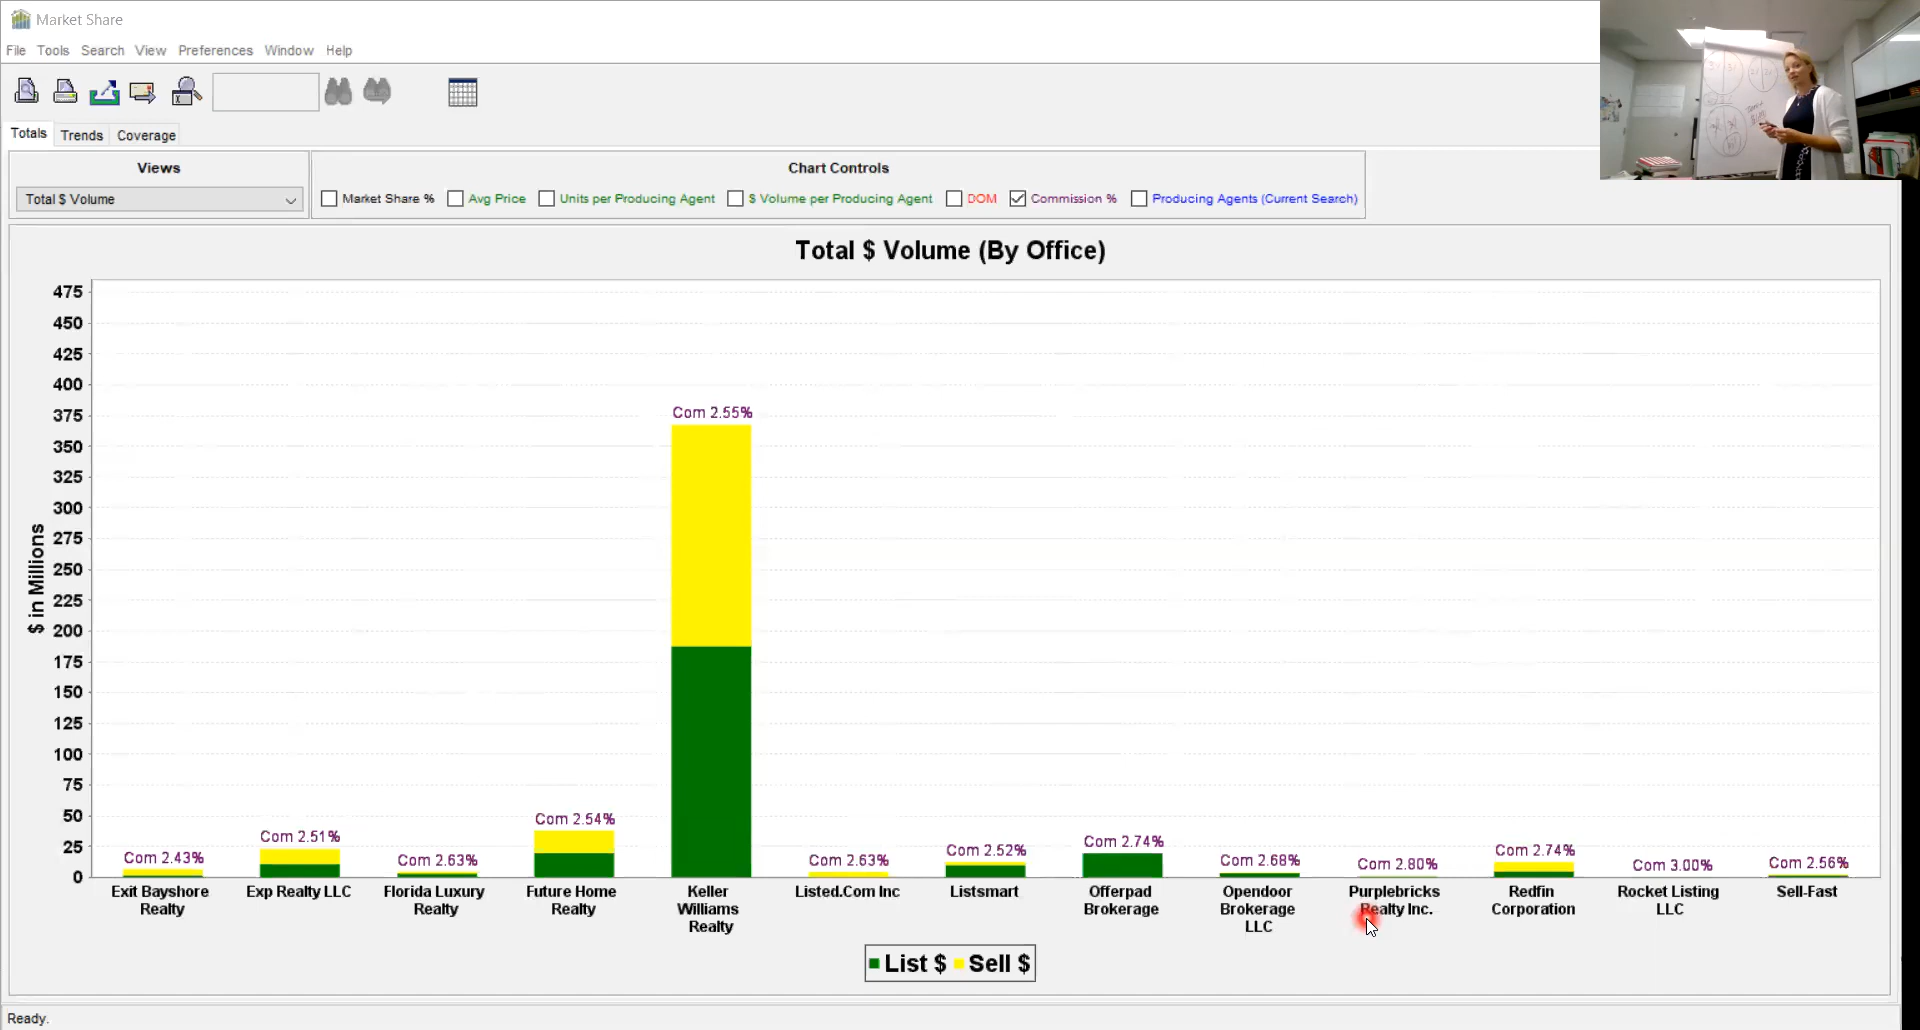 Market Share
File Tools Search View Preferences Window Help
Totals Trends Coverage
Views
Total $ Volume
Chart Controls
Market Share % Avg Price Units per Producing Agent $ Volume per Producing Agent DOM Commission % Producing Agents (Current Search)
Total $ Volume (By Office)
$ in Millions
475
450
425
400
375
350
325
300
275
250
225
200
175
150
125
100
75
50
25
0
Com 2.43%
Com 2.51%
Com 2.63%
Com 2.54%
Com 2.55%
Com 2.63%
Com 2.52%
Com 2.74%
Com 2.68%
Com 2.80%
Com 2.74%
Com 3.00%
Com 2.56%
Exit Bayshore
Realty
Exp Realty LLC
Florida Luxury
Realty
Future Home
Realty
Keller
Williams
Realty
Listed.Com Inc
Listsmart
Offerpad
Brokerage
Opendoor
Brokerage
LLC
Purplebricks
Realty Inc.
Redfin
Corporation
Rocket Listing
LLC
Sell-Fast
List $ Sell $
Ready.